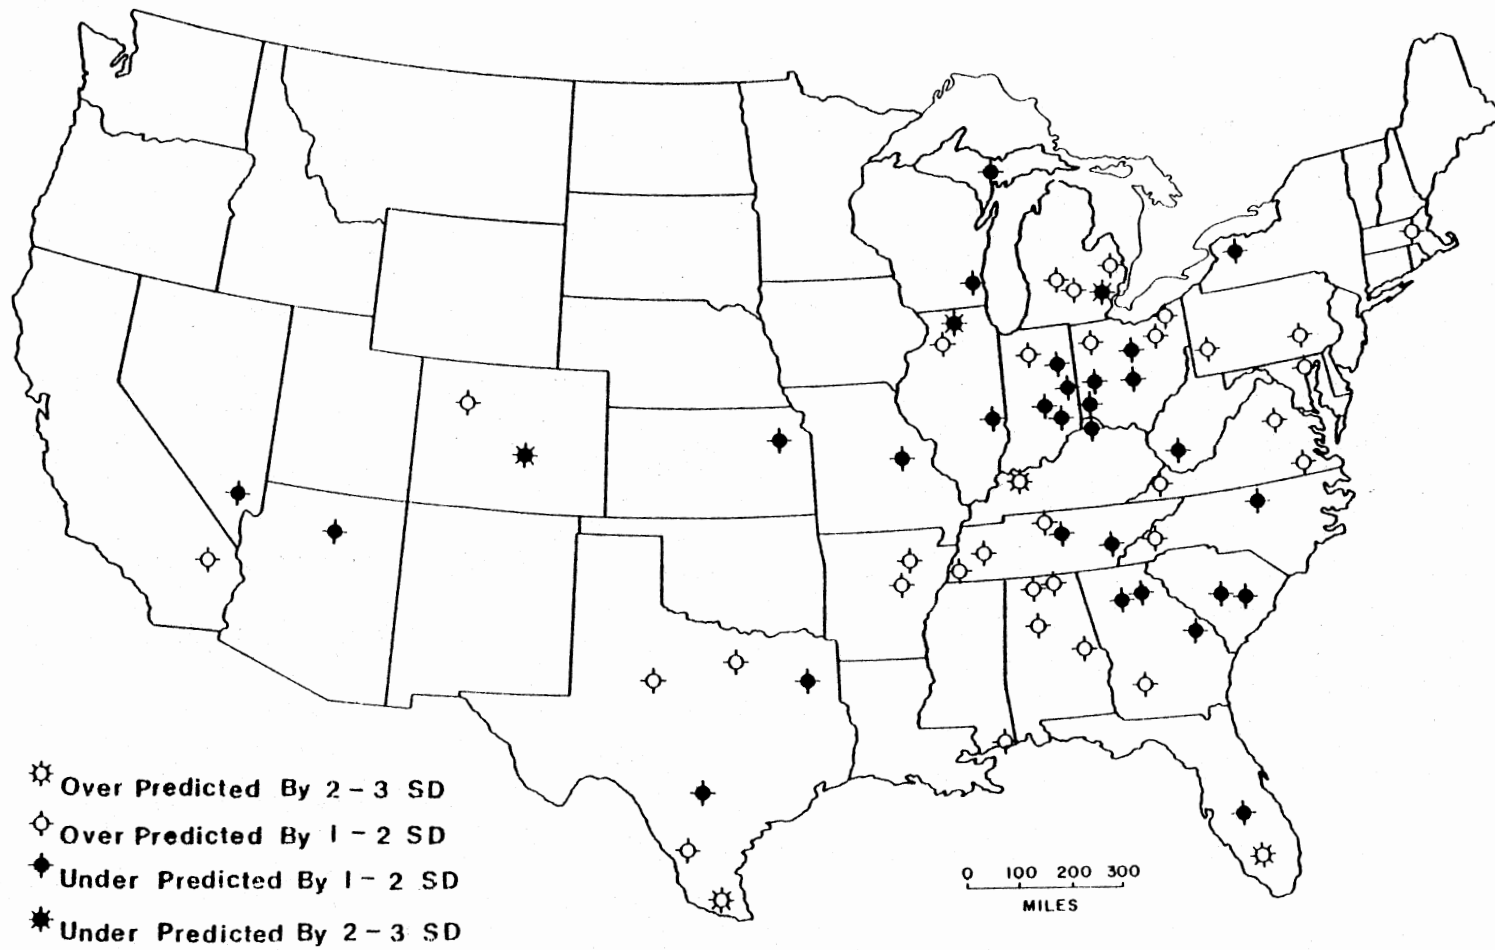 Over Predicted By 2-3 SD
Over Predicted By 1-2 SD
Under Predicted By 1-2 SD
Under Predicted By 2-3 SD
0 100 200 300
MILES